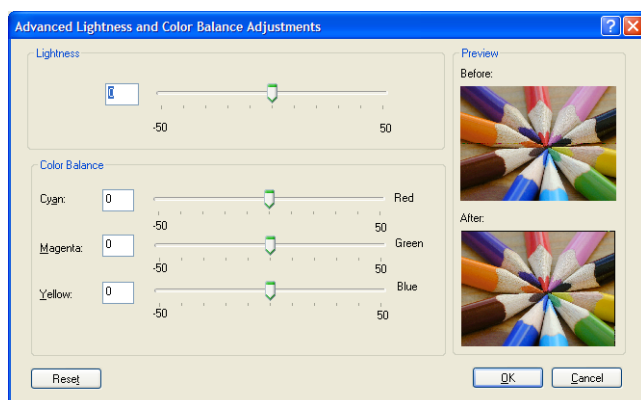 Advanced Lightness and Color Balance Adjustments
Lightness
0
-50 50
Color Balance
Cyan: 0 Red
-50 50
Magenta: 0 Green
-50 50
Yellow: 0 Blue
-50 50
Preview
Before:
After:
Reset
OK
Cancel